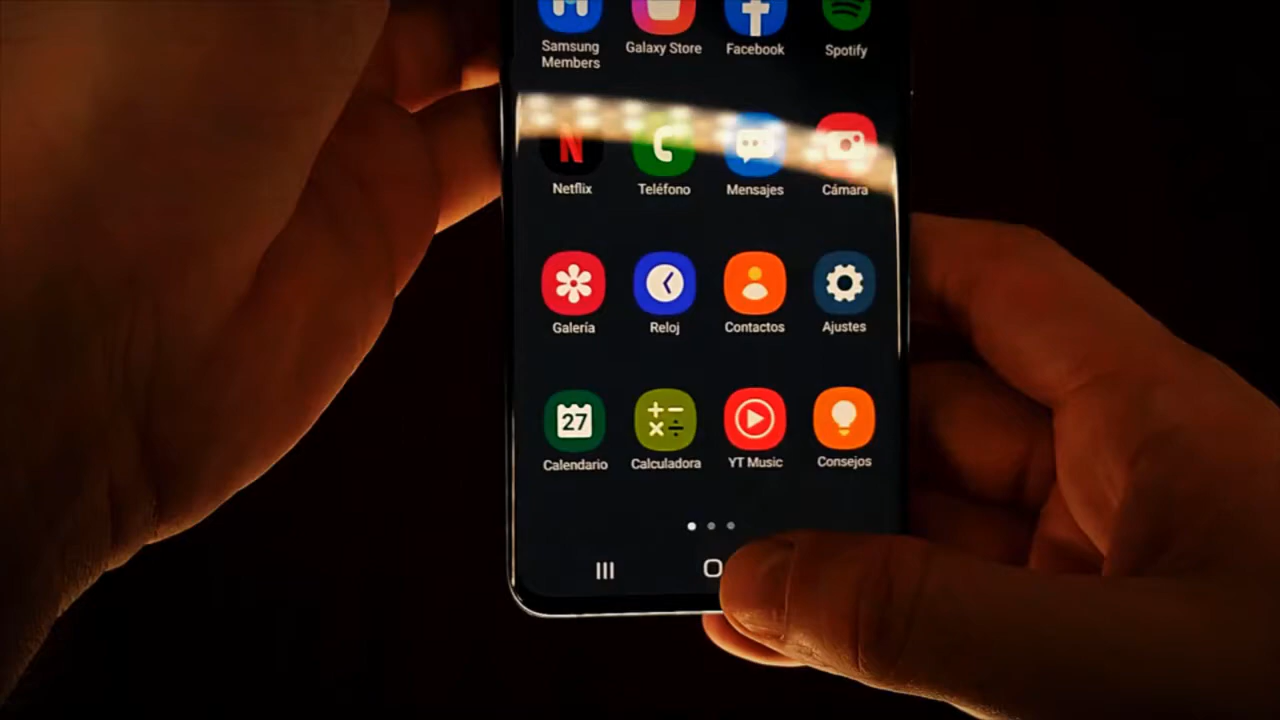 Samsung
Members
Galaxy Store
Facebook
Spotify
N
Netflix
Teléfono
Mensajes
Cámara
Galería
Reloj
Contactos
Ajustes
27
Calendario
Calculadora
YT Music
Consejos